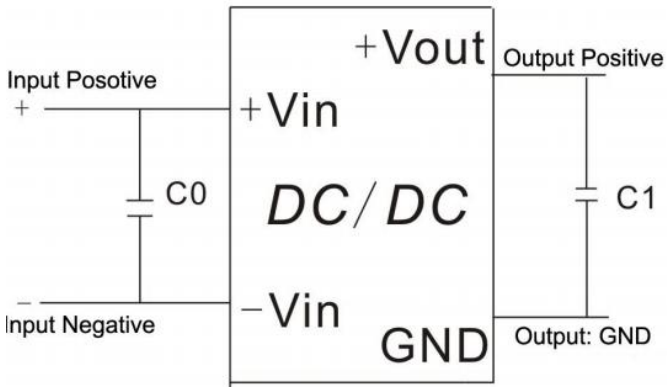 +Vout
Output Positive
Input Posotive
+
+Vin
C0
DC/DC
C1
−
−Vin
Input Negative
GND
Output: GND